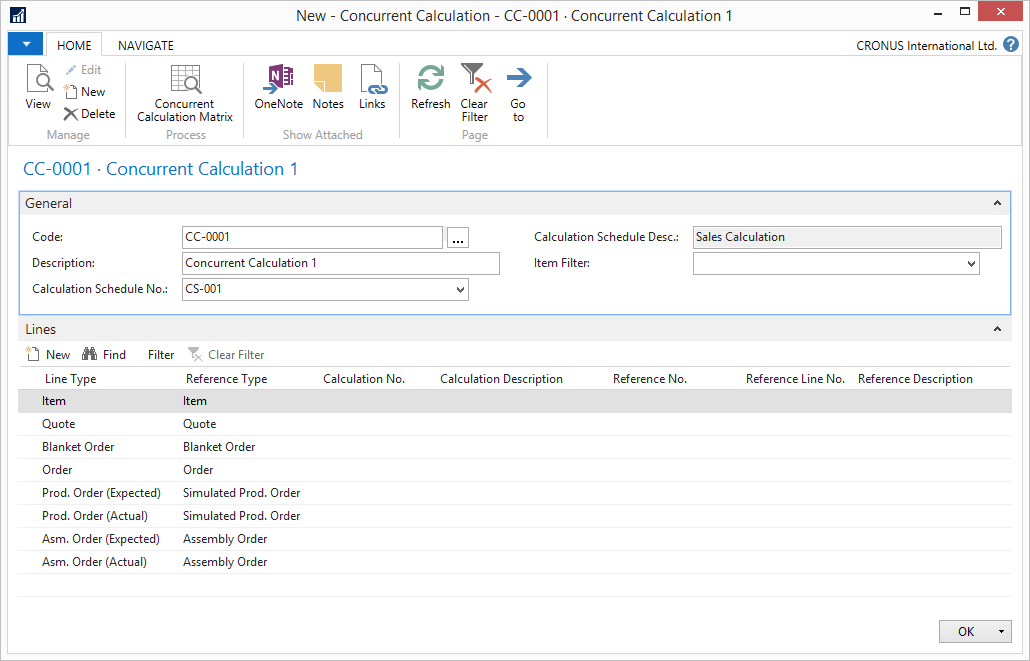 New - Concurrent Calculation - CC-0001 · Concurrent Calculation 1
HOME NAVIGATE CRONUS International Ltd. ?
View
Edit
New
Delete
Manage
Concurrent
Calculation Matrix
Process
OneNote Notes Links
Show Attached
Refresh
Clear
Filter
Go
to
Page
CC-0001 · Concurrent Calculation 1
General
Code: CC-0001 ... Calculation Schedule Desc.: Sales Calculation
Description: Concurrent Calculation 1 Item Filter:
Calculation Schedule No.: CS-001
Lines
New Find Filter Clear Filter
Line Type Reference Type Calculation No. Calculation Description Reference No. Reference Line No. Reference Description
Item Item
Quote Quote
Blanket Order Blanket Order
Order Order
Prod. Order (Expected) Simulated Prod. Order
Prod. Order (Actual) Simulated Prod. Order
Asm. Order (Expected) Assembly Order
Asm. Order (Actual) Assembly Order
OK